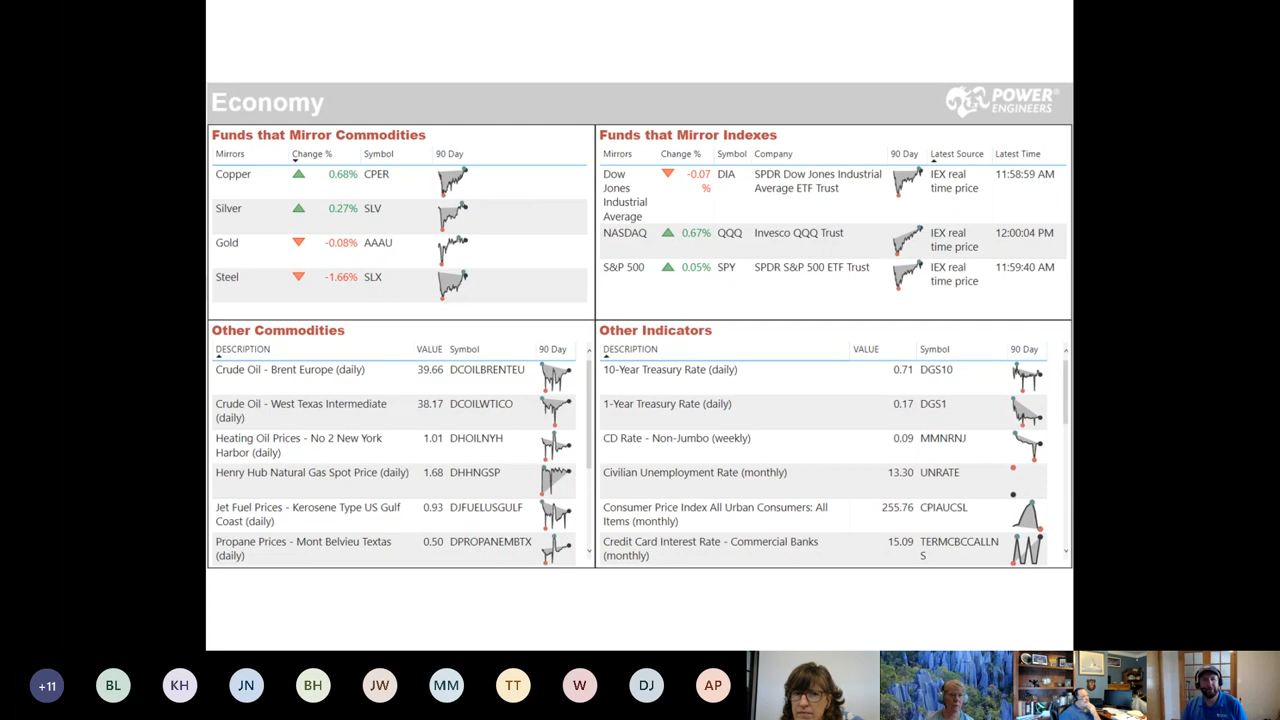 Economy
POWER
ENGINEERS
Funds that Mirror Commodities
Mirrors Change % Symbol 90 Day
Copper 0.68% CPER
Silver 0.27% SLV
Gold -0.08% AAAU
Steel -1.66% SLX
Funds that Mirror Indexes
Mirrors Change % Symbol Company 90 Day Latest Source Latest Time
Dow -0.07 DIA SPDR Dow Jones Industrial IEX real 11:58:59 AM
Jones % Average ETF Trust time price
Industrial
Average
NASDAQ 0.67% QQQ Invesco QQQ Trust IEX real 12:00:04 PM
time price
S&P 500 0.05% SPY SPDR S&P 500 ETF Trust IEX real 11:59:40 AM
time price
Other Commodities
DESCRIPTION VALUE Symbol 90 Day
Crude Oil - Brent Europe (daily) 39.66 DCOILBRENTEU
Crude Oil - West Texas Intermediate 38.17 DCOILWTICO
(daily)
Heating Oil Prices - No 2 New York 1.01 DHOILNYH
Harbor (daily)
Henry Hub Natural Gas Spot Price (daily) 1.68 DHHNGSP
Jet Fuel Prices - Kerosene Type US Gulf 0.93 DJFUELUSGULF
Coast (daily)
Propane Prices - Mont Belvieu Textas 0.50 DPROPANEMBTX
(daily)
Other Indicators
DESCRIPTION VALUE Symbol 90 Day
10-Year Treasury Rate (daily) 0.71 DGS10
1-Year Treasury Rate (daily) 0.17 DGS1
CD Rate - Non-Jumbo (weekly) 0.09 MMNRNJ
Civilian Unemployment Rate (monthly) 13.30 UNRATE
Consumer Price Index All Urban Consumers: All 255.76 CPIAUCSL
Items (monthly)
Credit Card Interest Rate - Commercial Banks 15.09 TERMCBCCALLN
(monthly) S
+11 BL KH JN BH JW MM TT W DJ AP